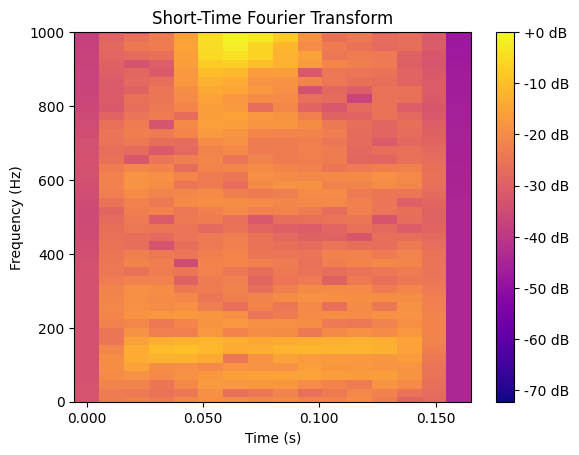 Short-Time Fourier Transform
1000
800
600
400
200
0
Frequency (Hz)
0.000
0.050
0.100
0.150
Time (s)
+0 dB
-10 dB
-20 dB
-30 dB
-40 dB
-50 dB
-60 dB
-70 dB